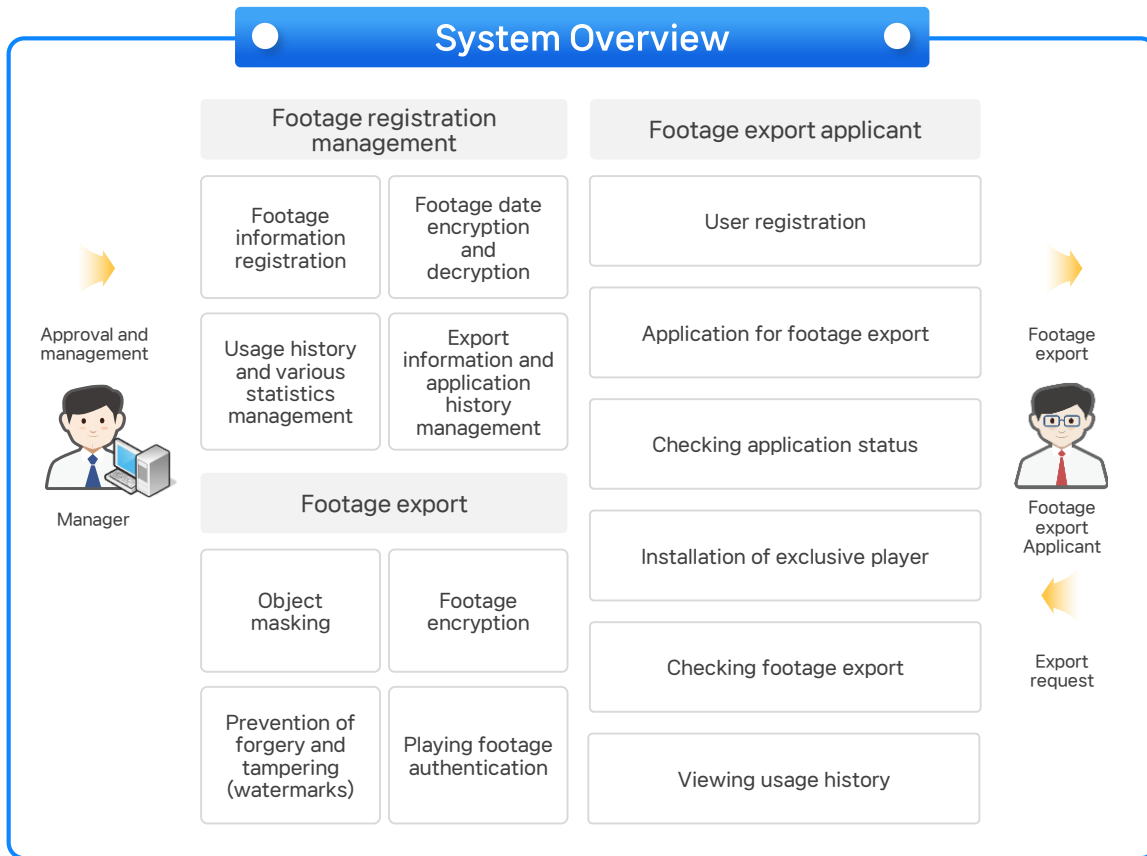 System Overview
Footage registration
management
Footage information
registration
Footage date
encryption
and
decryption
Usage history
and various
statistics
management
Export
information and
application
history
management
Footage export
Object
masking
Footage
encryption
Prevention of
forgery and
tampering
(watermarks)
Playing footage
authentication
Footage export applicant
User registration
Application for footage export
Checking application status
Installation of exclusive player
Checking footage export
Viewing usage history
Approval and
management
Manager
Footage
export
Footage
export
Applicant
Export
request